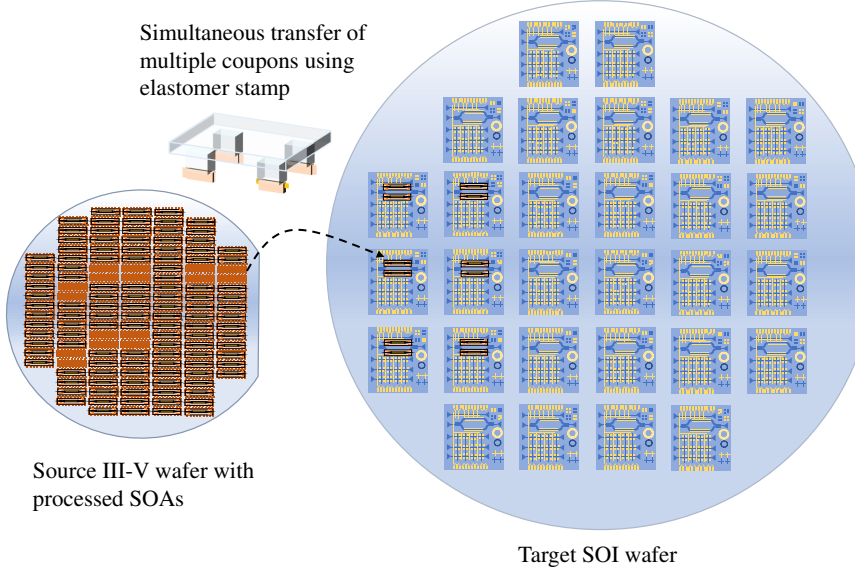 Simultaneous transfer of
multiple coupons using
elastomer stamp
Source III-V wafer with
processed SOAs
Target SOI wafer